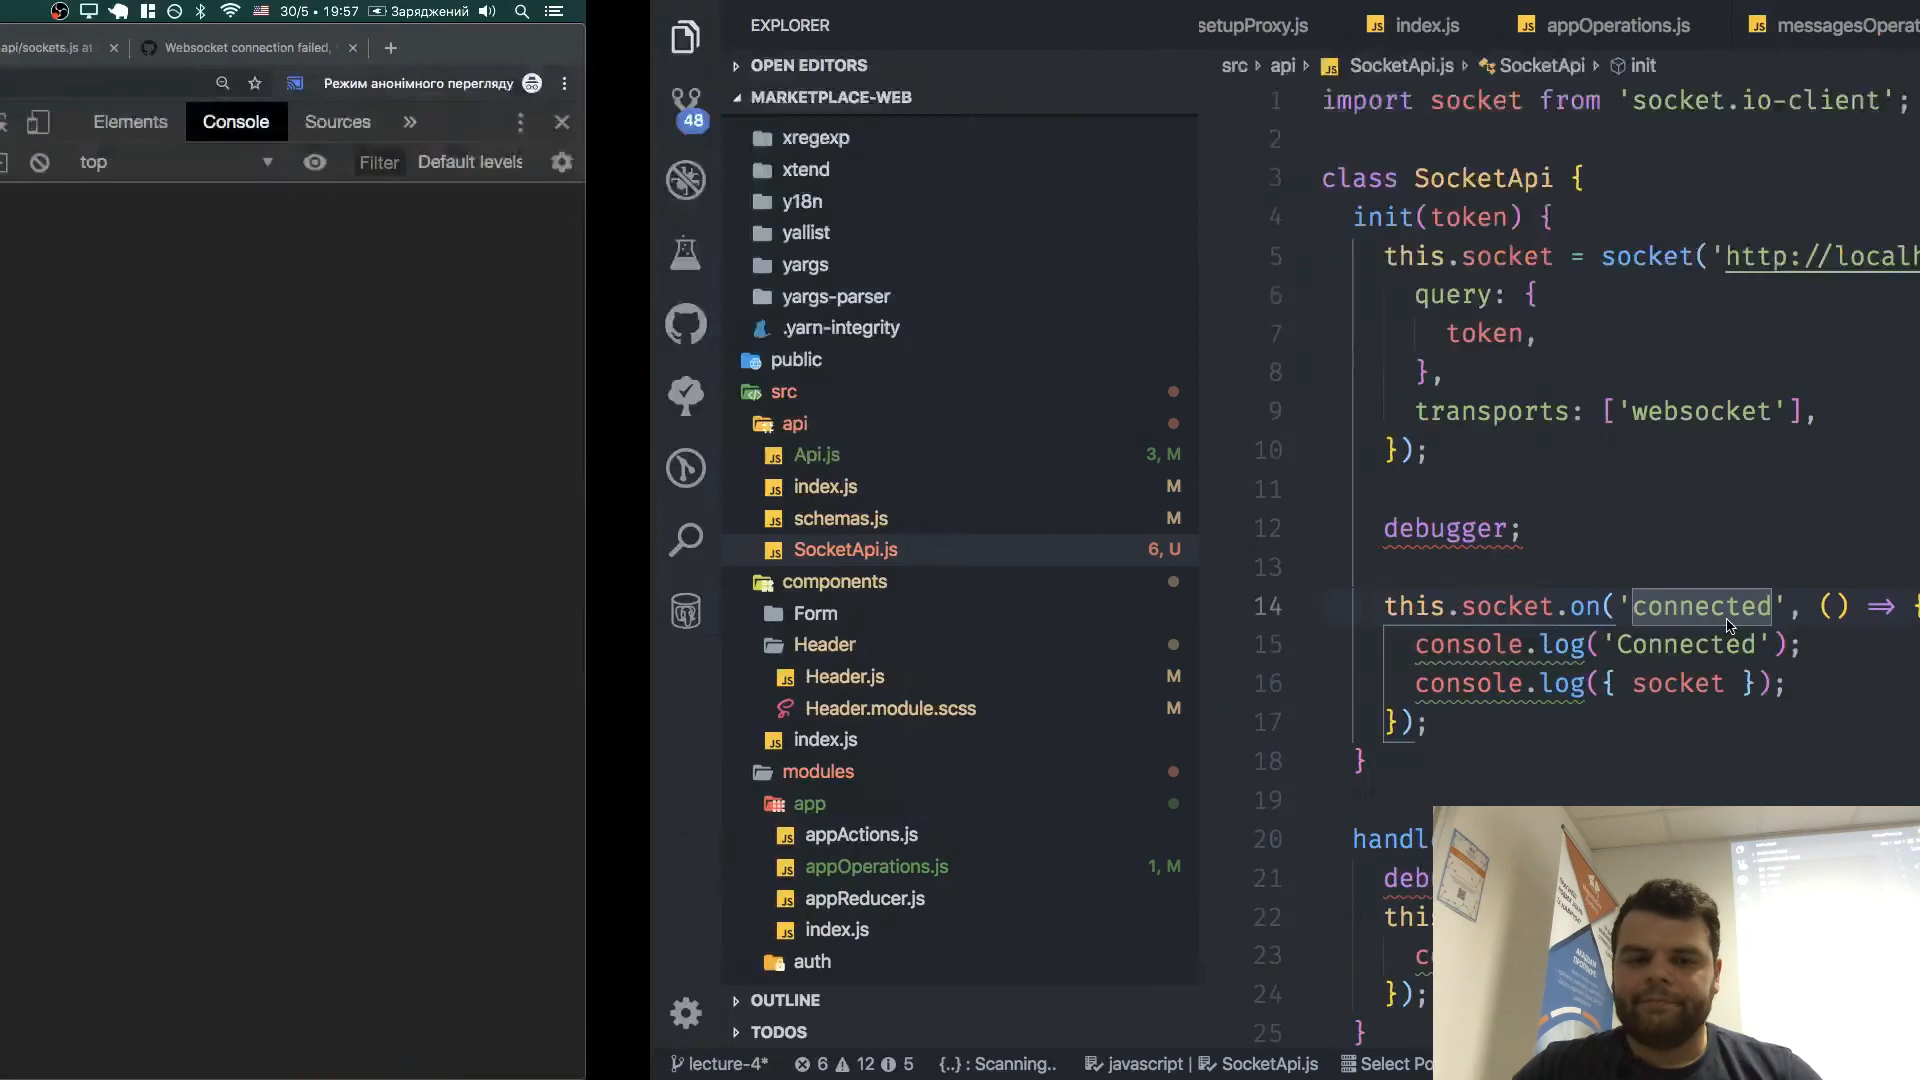 30/5 • 19:57 Заряджений
api/sockets.js at
Websocket connection failed,
Режим анонімного перегляду
Elements Console Sources »
top Filter Default levels
EXPLORER
OPEN EDITORS
MARKETPLACE-WEB
xregexp
xtend
y18n
yallist
yargs
yargs-parser
.yarn-integrity
public
src
api
Api.js 3, M
index.js M
schemas.js M
SocketApi.js 6, U
components
Form
Header
Header.js M
Header.module.scss M
index.js
modules
app
appActions.js
appOperations.js 1, M
appReducer.js
index.js
auth
OUTLINE
TODOS
48
setupProxy.js index.js appOperations.js messagesOperat
src › api › SocketApi.js › SocketApi › init
1 import socket from 'socket.io-client';
2
3 class SocketApi {
4 init(token) {
5 this.socket = socket('http://localh
6 query: {
7 token,
8 },
9 transports: ['websocket'],
10 });
11
12 debugger;
13
14 this.socket.on('connected', () => {
15 console.log('Connected');
16 console.log({ socket });
17 });
18 }
19
20 handl
21 deb
22 thi
23 c
24 });
25 }
lecture-4* 6 12 5 {..} : Scanning.. javascript | SocketApi.js Select Po